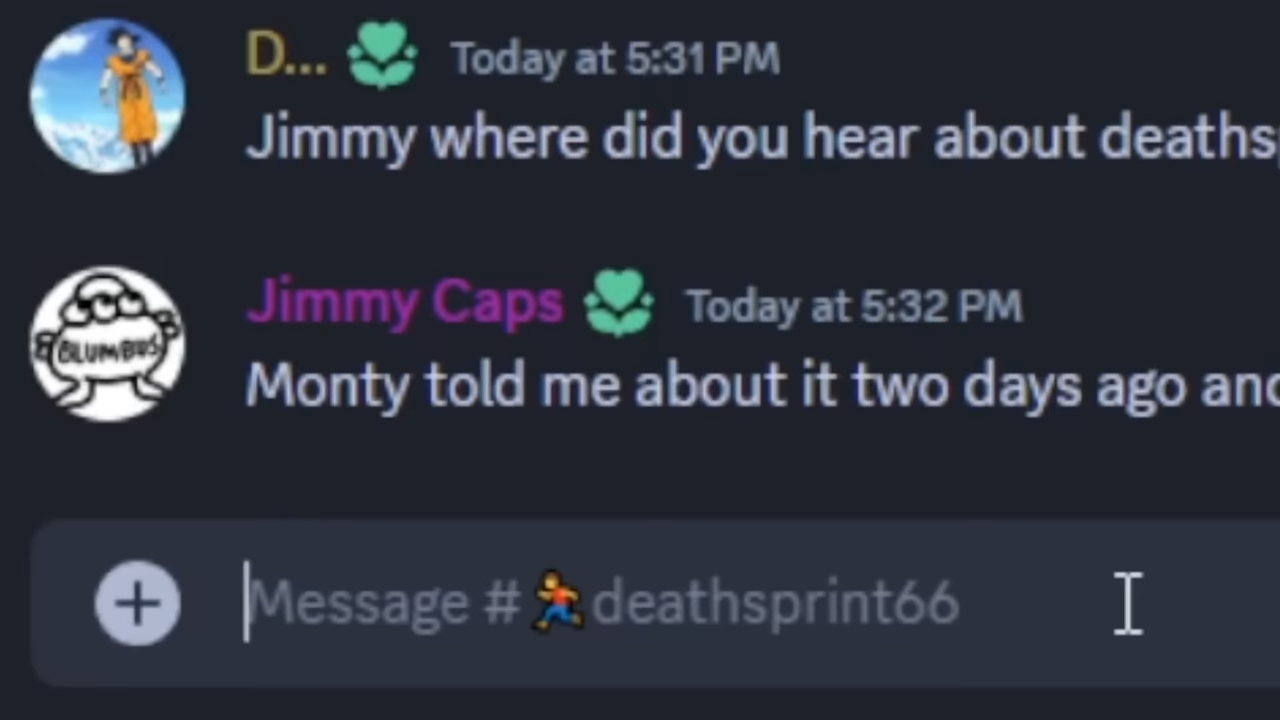 D... Today at 5:31 PM
Jimmy where did you hear about deaths
Jimmy Caps Today at 5:32 PM
BLUMBUS
Monty told me about it two days ago and
Message #🏃deathsprint66